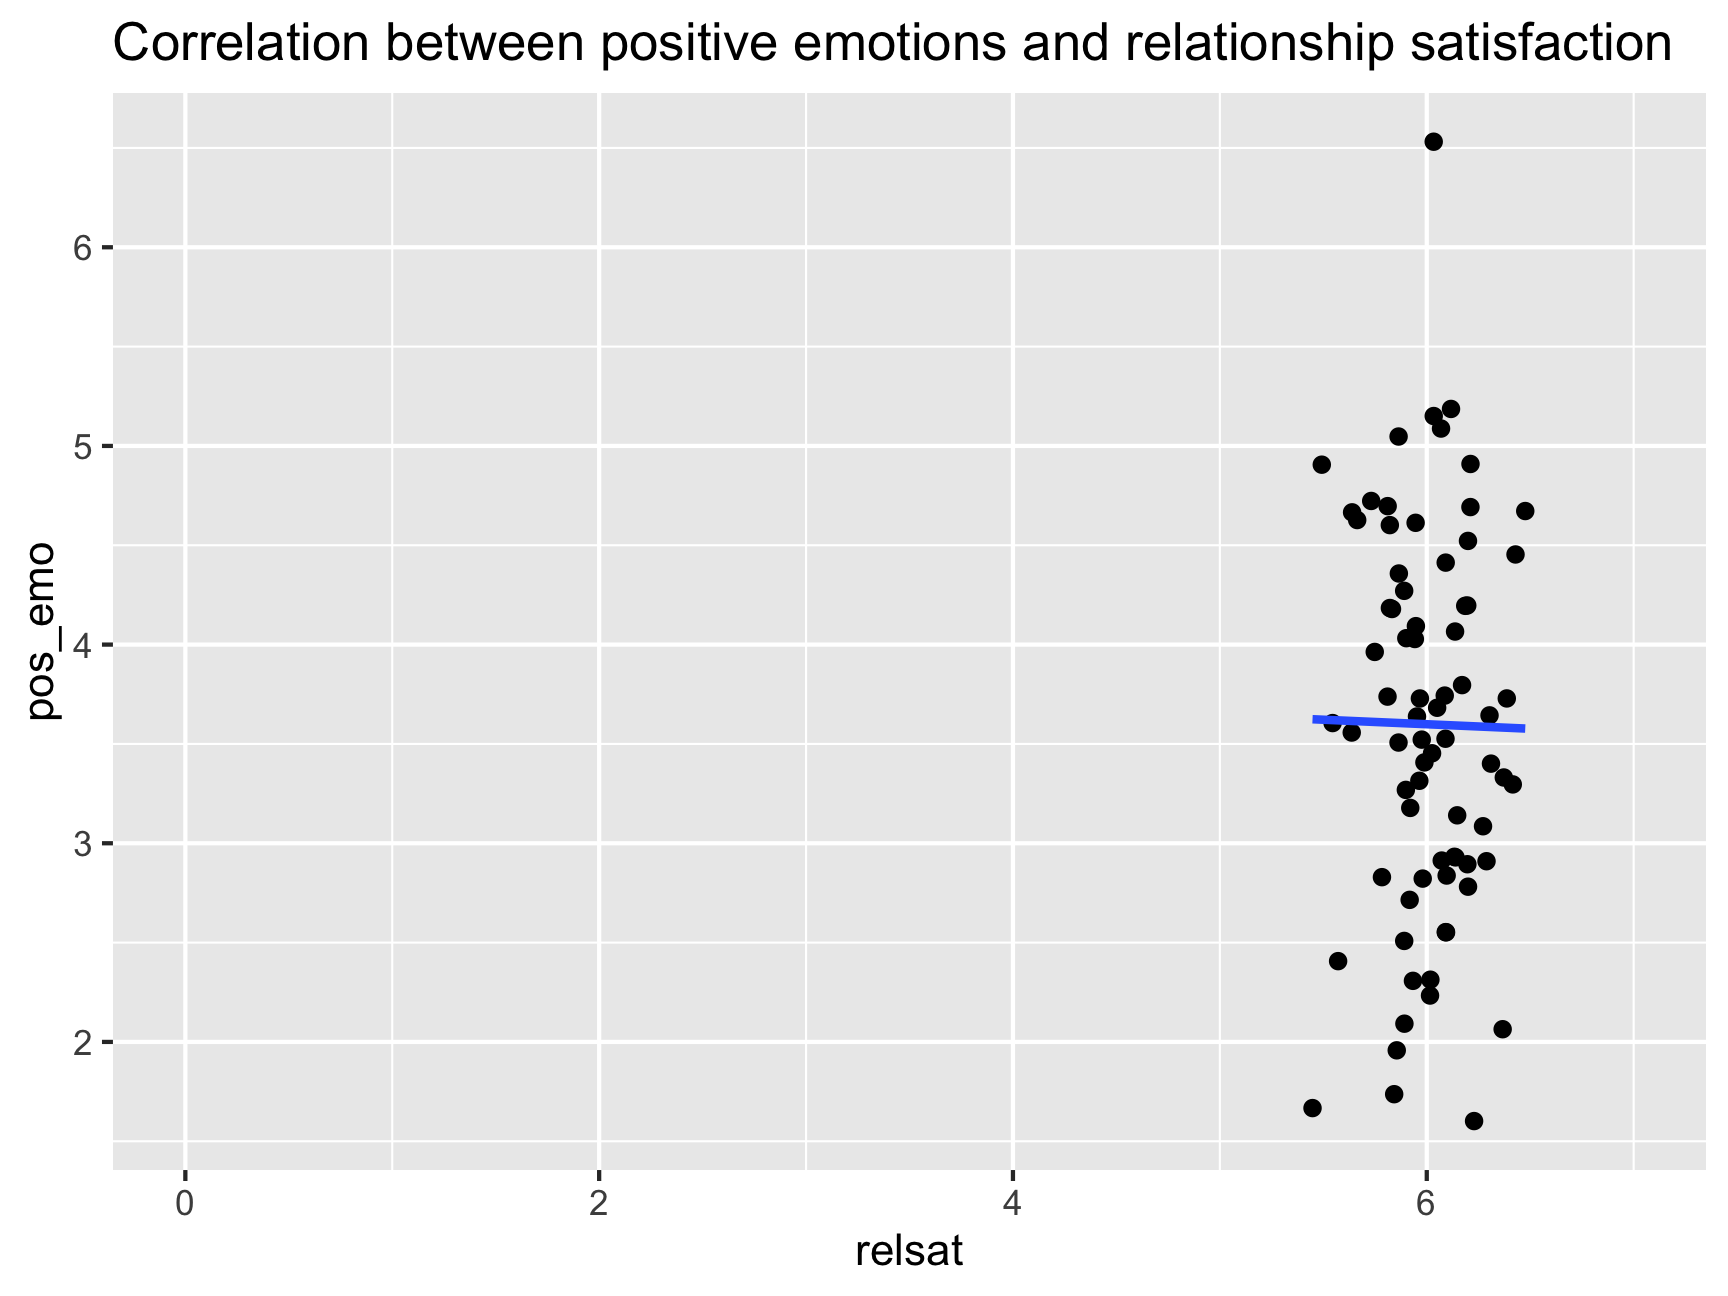 Correlation between positive emotions and relationship satisfaction
6
5
4
3
2
pos_emo
0 2 4 6
relsat